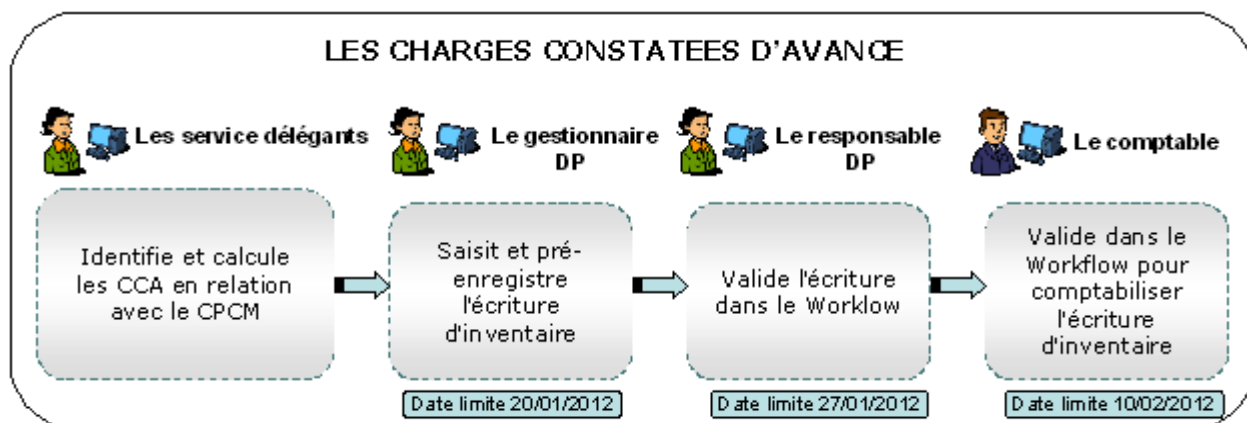 LES CHARGES CONSTATEES D'AVANCE
Les service délégants
Le gestionnaire
DP
Le responsable
DP
Le comptable
Identifie et calcule
les CCA en relation
avec le CPCM
Saisit et pré-
enregistre
l'écriture
d'inventaire
Valide l'écriture
dans le Worklow
Valide dans le
Workflow pour
comptabiliser
l'écriture
d'inventaire
Date limite 20/01/2012
Date limite 27/01/2012
Date limite 10/02/2012